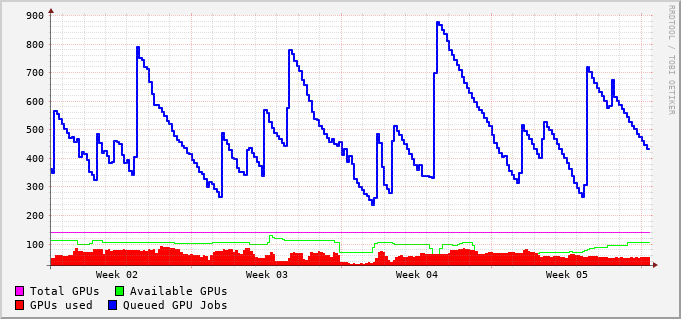 900
800
700
600
500
400
300
200
100
Week 02 Week 03 Week 04 Week 05
Total GPUs Available GPUs
GPUs used Queued GPU Jobs
RRDTOOL / TOBI OETIKER